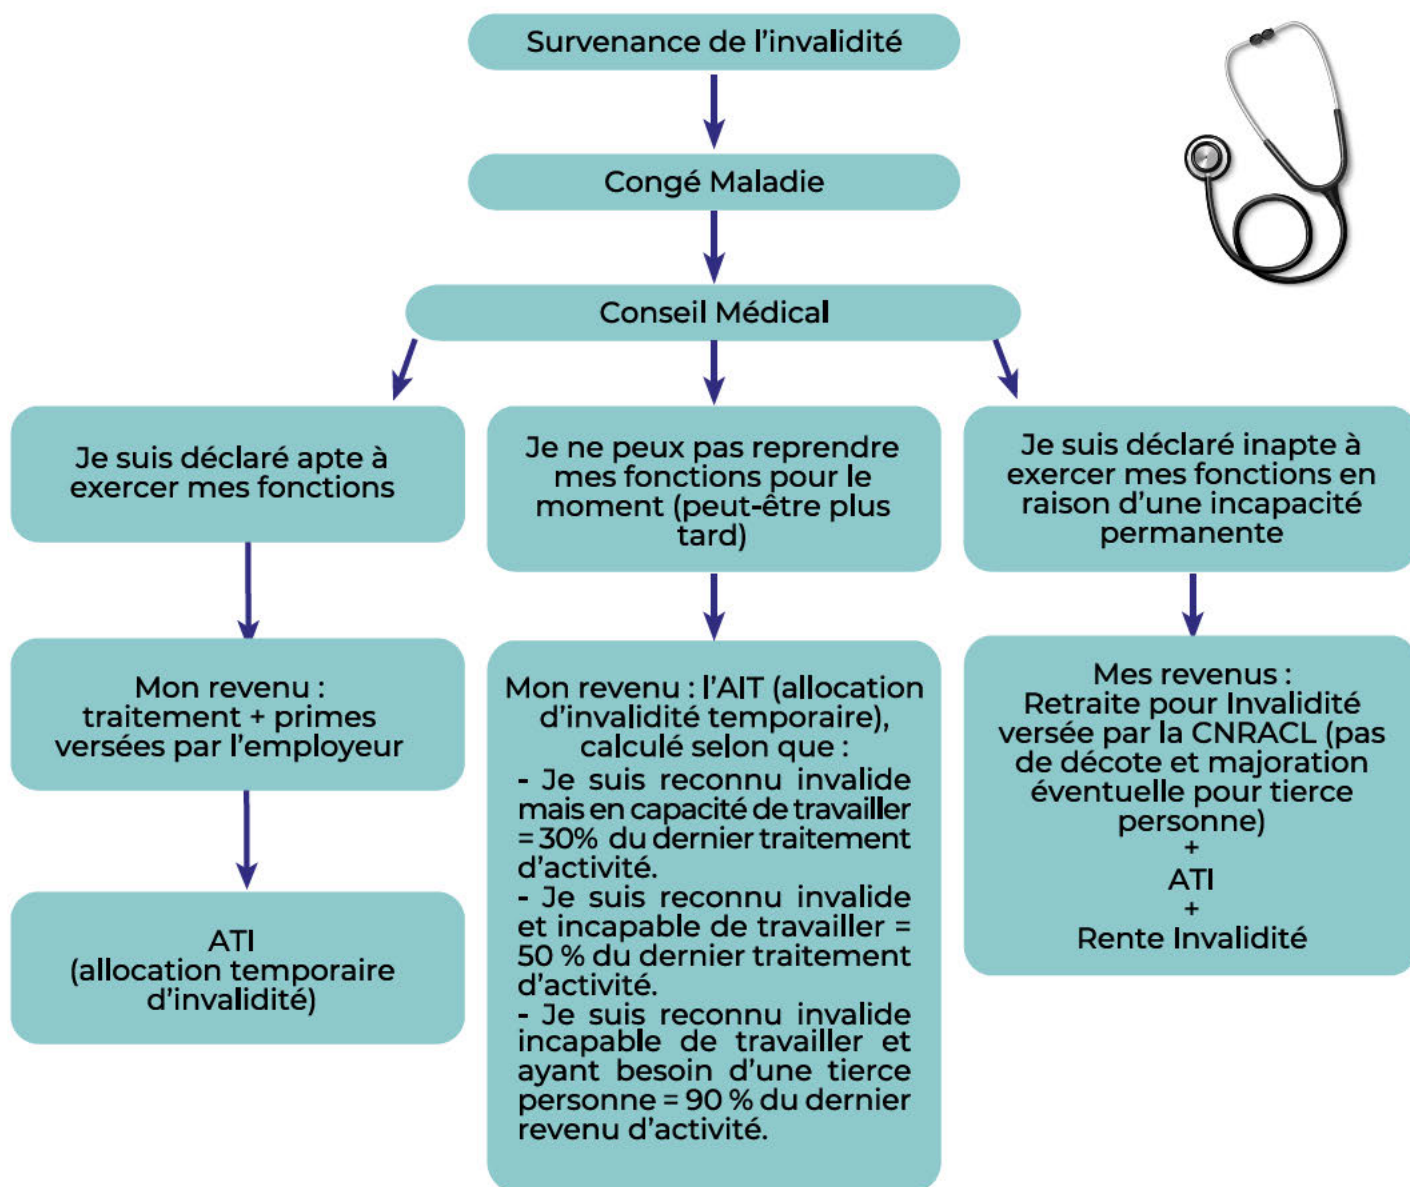 Survenance de l’invalidité
Congé Maladie
Conseil Médical
Je suis déclaré apte à
exercer mes fonctions
Je ne peux pas reprendre
mes fonctions pour le
moment (peut-être plus
tard)
Je suis déclaré inapte à
exercer mes fonctions en
raison d’une incapacité
permanente
Mon revenu :
traitement + primes
versées par l’employeur
Mon revenu : l’AIT (allocation
d’invalidité temporaire),
calculé selon que :
- Je suis reconnu invalide
mais en capacité de travailler
= 30% du dernier traitement
d’activité.
- Je suis reconnu invalide
et incapable de travailler =
50 % du dernier traitement
d’activité.
- Je suis reconnu invalide
incapable de travailler et
ayant besoin d’une tierce
personne = 90 % du dernier
revenu d’activité.
Mes revenus :
Retraite pour Invalidité
versée par la CNRACL (pas
de décote et majoration
éventuelle pour tierce
personne)
+
ATI
+
Rente Invalidité
ATI
(allocation temporaire
d’invalidité)